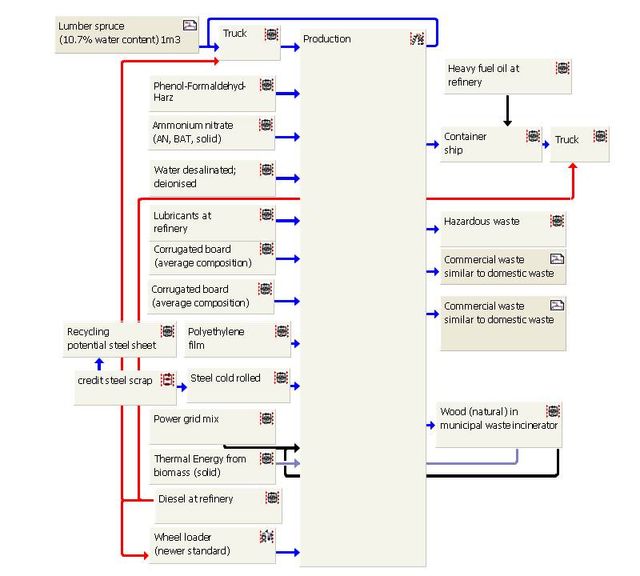 Lumber spruce
(10.7% water content) 1m3
Truck
Production
Heavy fuel oil at
refinery
Phenol-Formaldehyd-
Harz
Ammonium nitrate
(AN, BAT, solid)
Container
ship
Truck
Water desalinated;
deionised
Lubricants at
refinery
Hazardous waste
Corrugated board
(average composition)
Commercial waste
similar to domestic waste
Corrugated board
(average composition)
Commercial waste
similar to domestic waste
Recycling
potential steel sheet
Polyethylene
film
credit steel scrap
Steel cold rolled
Power grid mix
Wood (natural) in
municipal waste incinerator
Thermal Energy from
biomass (solid)
Diesel at refinery
Wheel loader
(newer standard)